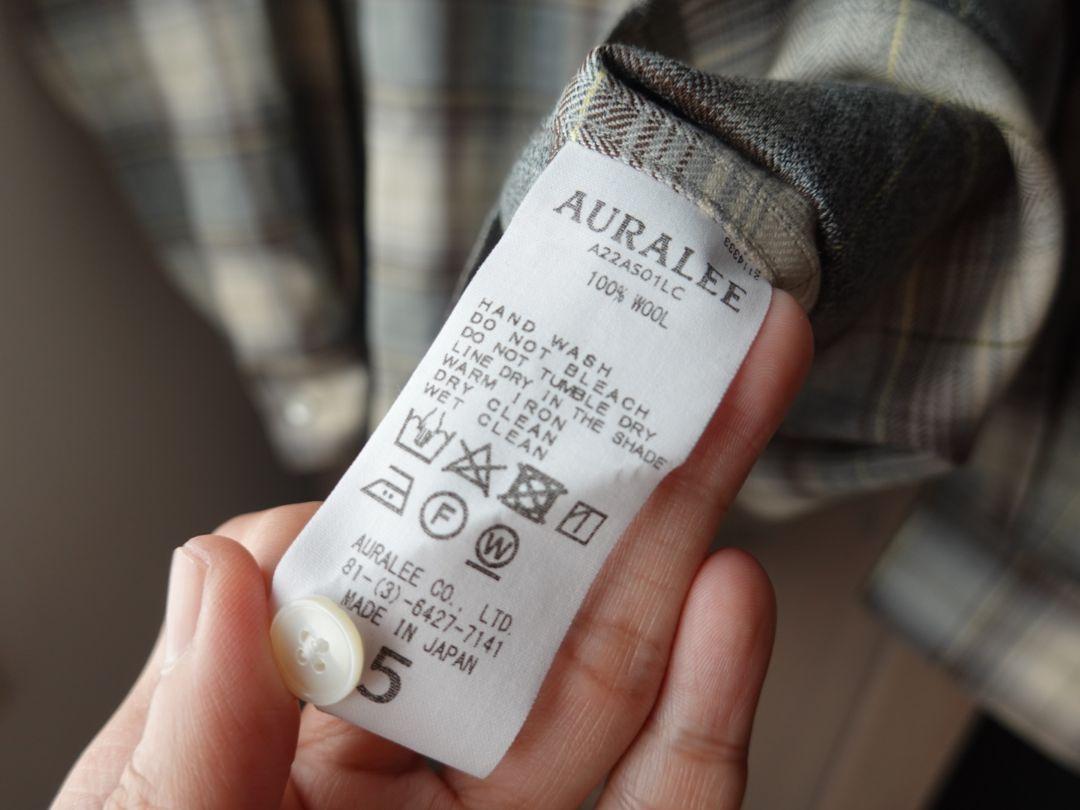 AURALEE
A22AS01LC
100% WOOL
2114333
HAND WASH
DO NOT BLEACH
DO NOT TUMBLE DRY
LINE DRY IN THE SHADE
WARM IRON
DRY CLEAN
WET CLEAN
F
W
AURALEE CO., LTD.
81-(3)-6427-7141
MADE IN JAPAN
5